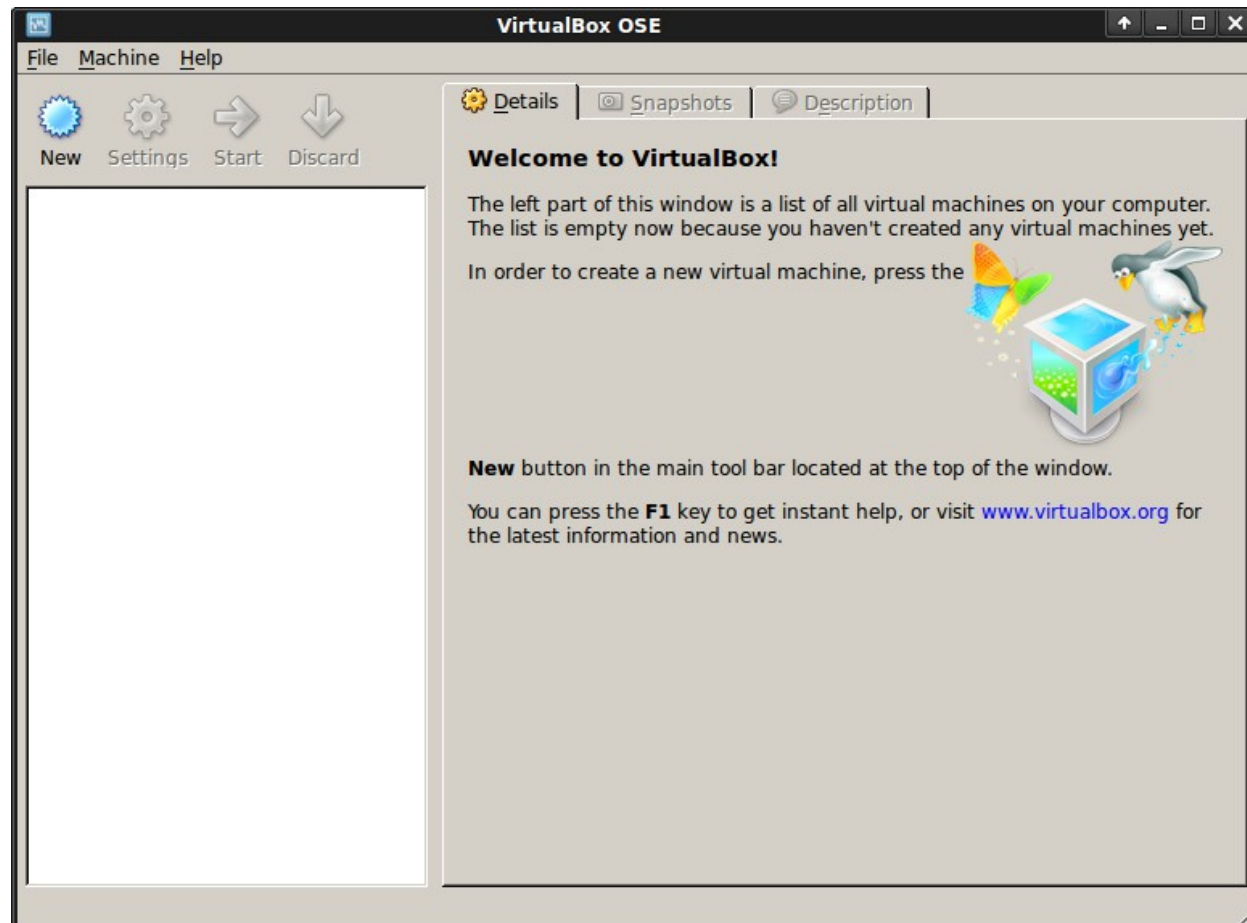 VirtualBox OSE
File Machine Help
New Settings Start Discard
Details Snapshots Description
Welcome to VirtualBox!
The left part of this window is a list of all virtual machines on your computer.
The list is empty now because you haven't created any virtual machines yet.
In order to create a new virtual machine, press the
New button in the main tool bar located at the top of the window.
You can press the F1 key to get instant help, or visit www.virtualbox.org for
the latest information and news.